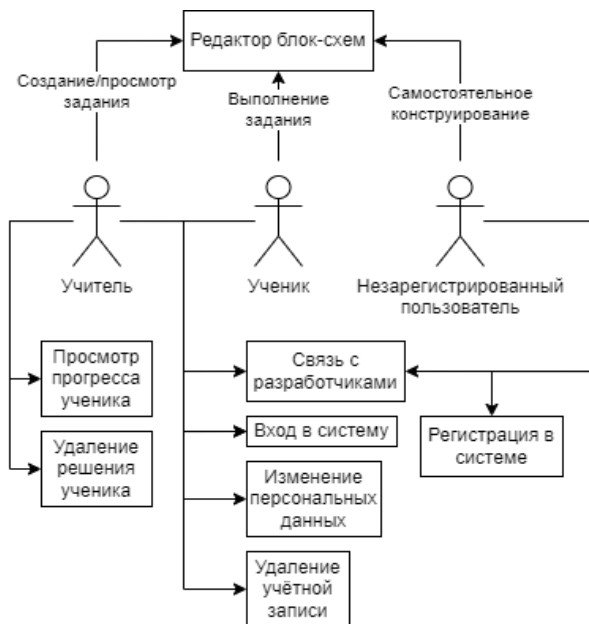 Редактор блок-схем
Создание/просмотр
задания
Выполнение
задания
Самостоятельное
конструирование
Учитель
Ученик
Незарегистрированный
пользователь
Просмотр
прогресса
ученика
Связь с
разработчиками
Вход в систему
Регистрация в
системе
Удаление
решения
ученика
Изменение
персональных
данных
Удаление
учётной
записи